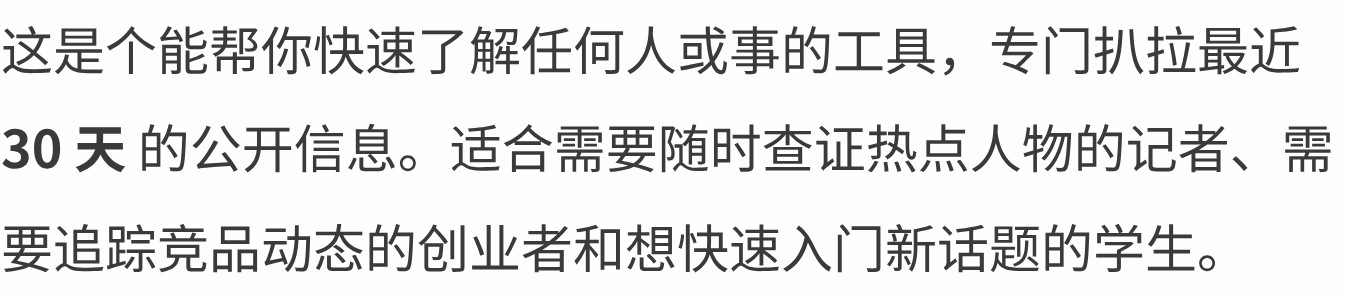 这是个能帮你快速了解任何人或事的工具，专门扒拉最近
30 天 的公开信息。适合需要随时查证热点人物的记者、需
要追踪竞品动态的创业者和想快速入门新话题的学生。